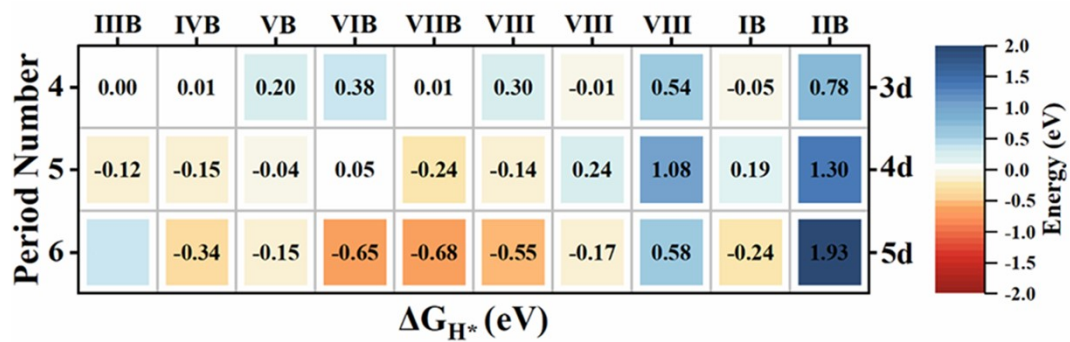 IIIB IVB VB VIB VIIB VIII VIII VIII IB IIB
Period Number
4 0.00 0.01 0.20 0.38 0.01 0.30 -0.01 0.54 -0.05 0.78 3d
5 -0.12 -0.15 -0.04 0.05 -0.24 -0.14 0.24 1.08 0.19 1.30 4d
6 -0.34 -0.15 -0.65 -0.68 -0.55 -0.17 0.58 -0.24 1.93 5d
ΔG_H* (eV)
2.0
1.5
1.0
0.5
0.0
-0.5
-1.0
-1.5
-2.0
Energy (eV)